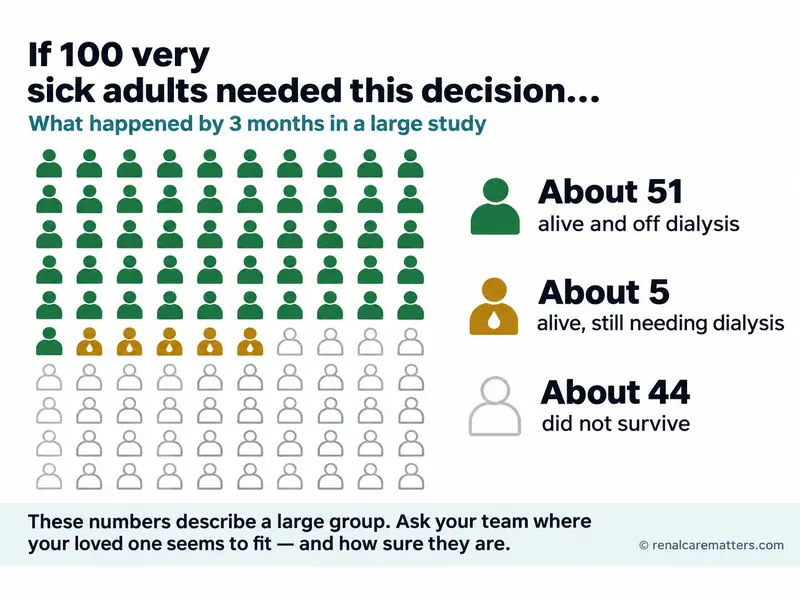 If 100 very
sick adults needed this decision...
What happened by 3 months in a large study
About 51
alive and off dialysis
About 5
alive, still needing dialysis
About 44
did not survive
These numbers describe a large group. Ask your team where
your loved one seems to fit — and how sure they are.
© renalcarematters.com